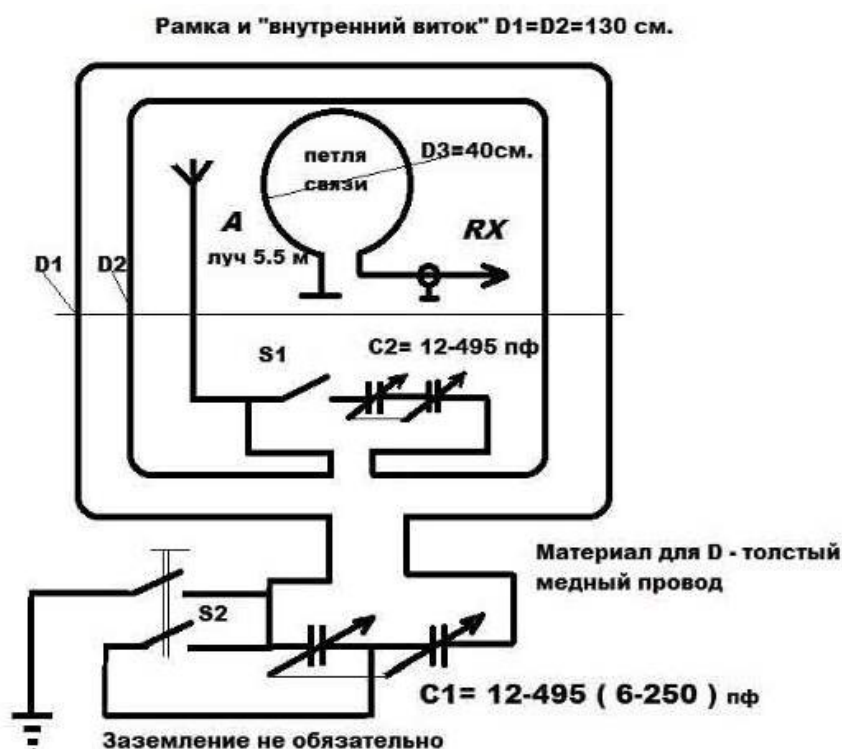 Рамка и "внутренний виток" D1=D2=130 см.
петля
связи
D3=40см.
A
луч 5.5 м
RX
D1
D2
S1
C2= 12-495 пф
Материал для D - толстый
медный провод
S2
C1= 12-495 ( 6-250 ) пф
Заземление не обязательно